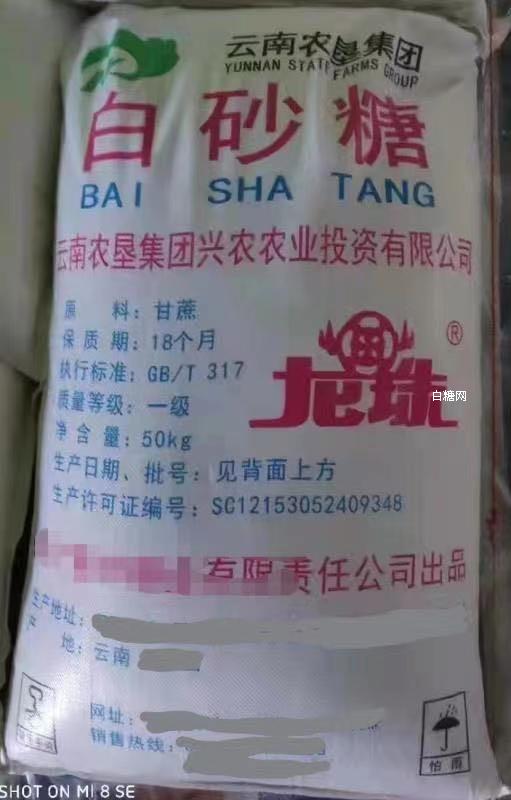 云南农垦集团
YUNNAN STATE FARMS GROUP
白砂糖
BAI SHA TANG
云南农垦集团兴农农业投资有限公司
原 料：甘蔗
保质期：18个月
执行标准：GB/T 317
质量等级：一级
净含量：50kg
生产日期、批号：见背面上方
生产许可证编号：SC12153052409348
龙珠
®
白糖网
有限责任公司出品
生产地址：
产 地：云南
网址：
销售热线：
怕雨
SHOT ON MI 8 SE